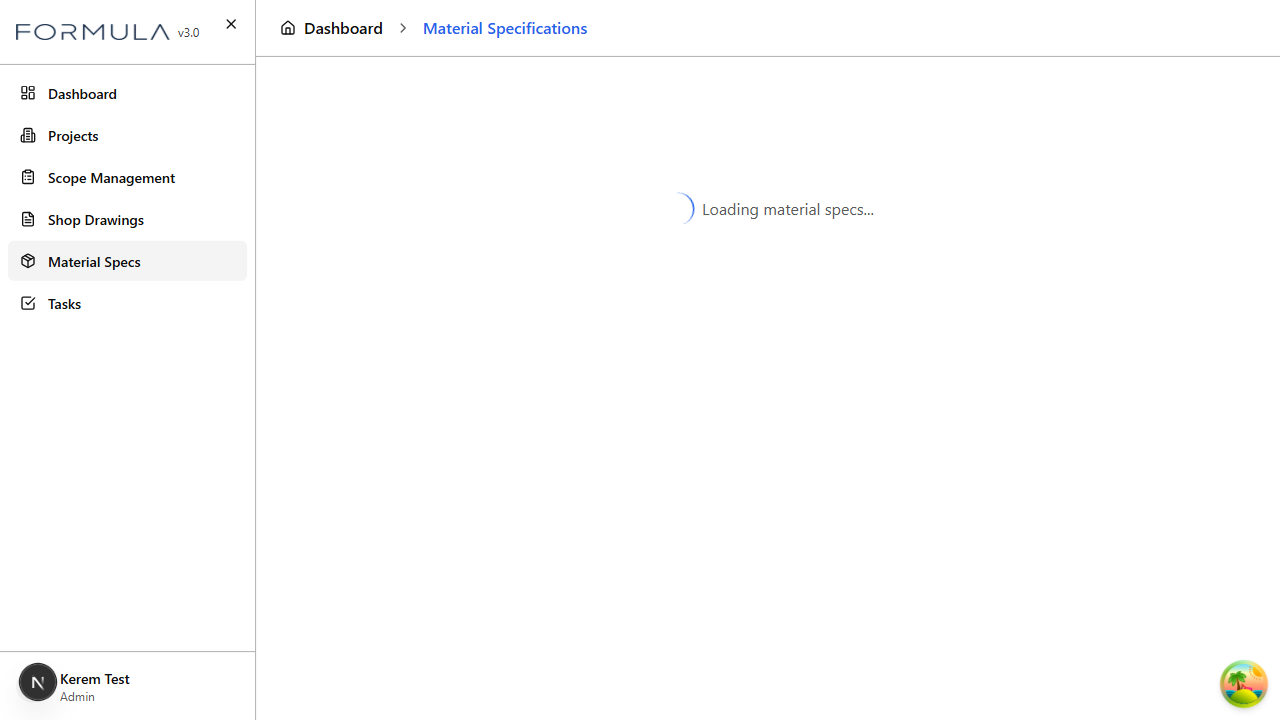 FORMULA v3.0
Dashboard
Projects
Scope Management
Shop Drawings
Material Specs
Tasks
N
Kerem Test
Admin
Dashboard > Material Specifications
Loading material specs...